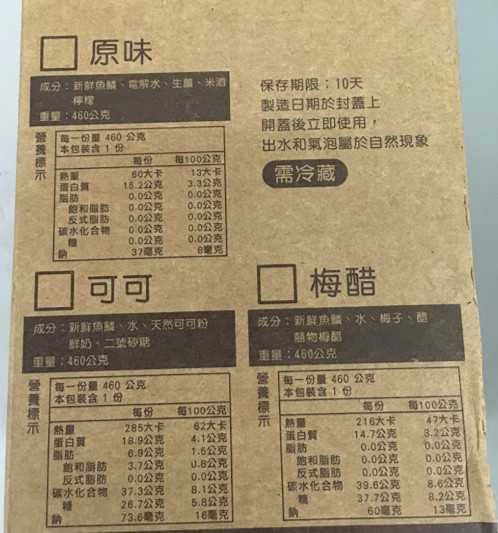 原味
成分：新鮮魚鱗、電解水、生薑、米酒
檸檬
重量：460公克
營養標示
每一份量 460 公克
本包裝含 1 份
每份 每100公克
熱量 60大卡 13大卡
蛋白質 15.2公克 3.3公克
脂肪 0.0公克 0.0公克
飽和脂肪 0.0公克 0.0公克
反式脂肪 0.0公克 0.0公克
碳水化合物 0.0公克 0.0公克
糖 0.0公克 0.0公克
鈉 37毫克 8毫克
保存期限：10天
製造日期於封蓋上
開蓋後立即使用，
出水和氣泡屬於自然現象
需冷藏
可可
成分：新鮮魚鱗、水、天然可可粉
鮮奶、二號砂糖
重量：460公克
營養標示
每一份量 460 公克
本包裝含 1 份
每份 每100公克
熱量 285大卡 62大卡
蛋白質 18.9公克 4.1公克
脂肪 6.9公克 1.5公克
飽和脂肪 3.7公克 0.8公克
反式脂肪 0.0公克 0.0公克
碳水化合物 37.3公克 8.1公克
糖 26.7公克 5.8公克
鈉 73.6毫克 16毫克
梅醋
成分：新鮮魚鱗、水、梅子、醋
梅醋
重量：460公克
營養標示
每一份量 460 公克
本包裝含 1 份
每份 每100公克
熱量 216大卡 47大卡
蛋白質 14.7公克 3.2公克
脂肪 0.0公克 0.0公克
飽和脂肪 0.0公克 0.0公克
反式脂肪 0.0公克 0.0公克
碳水化合物 39.6公克 8.6公克
糖 37.7公克 8.2公克
鈉 60毫克 13毫克